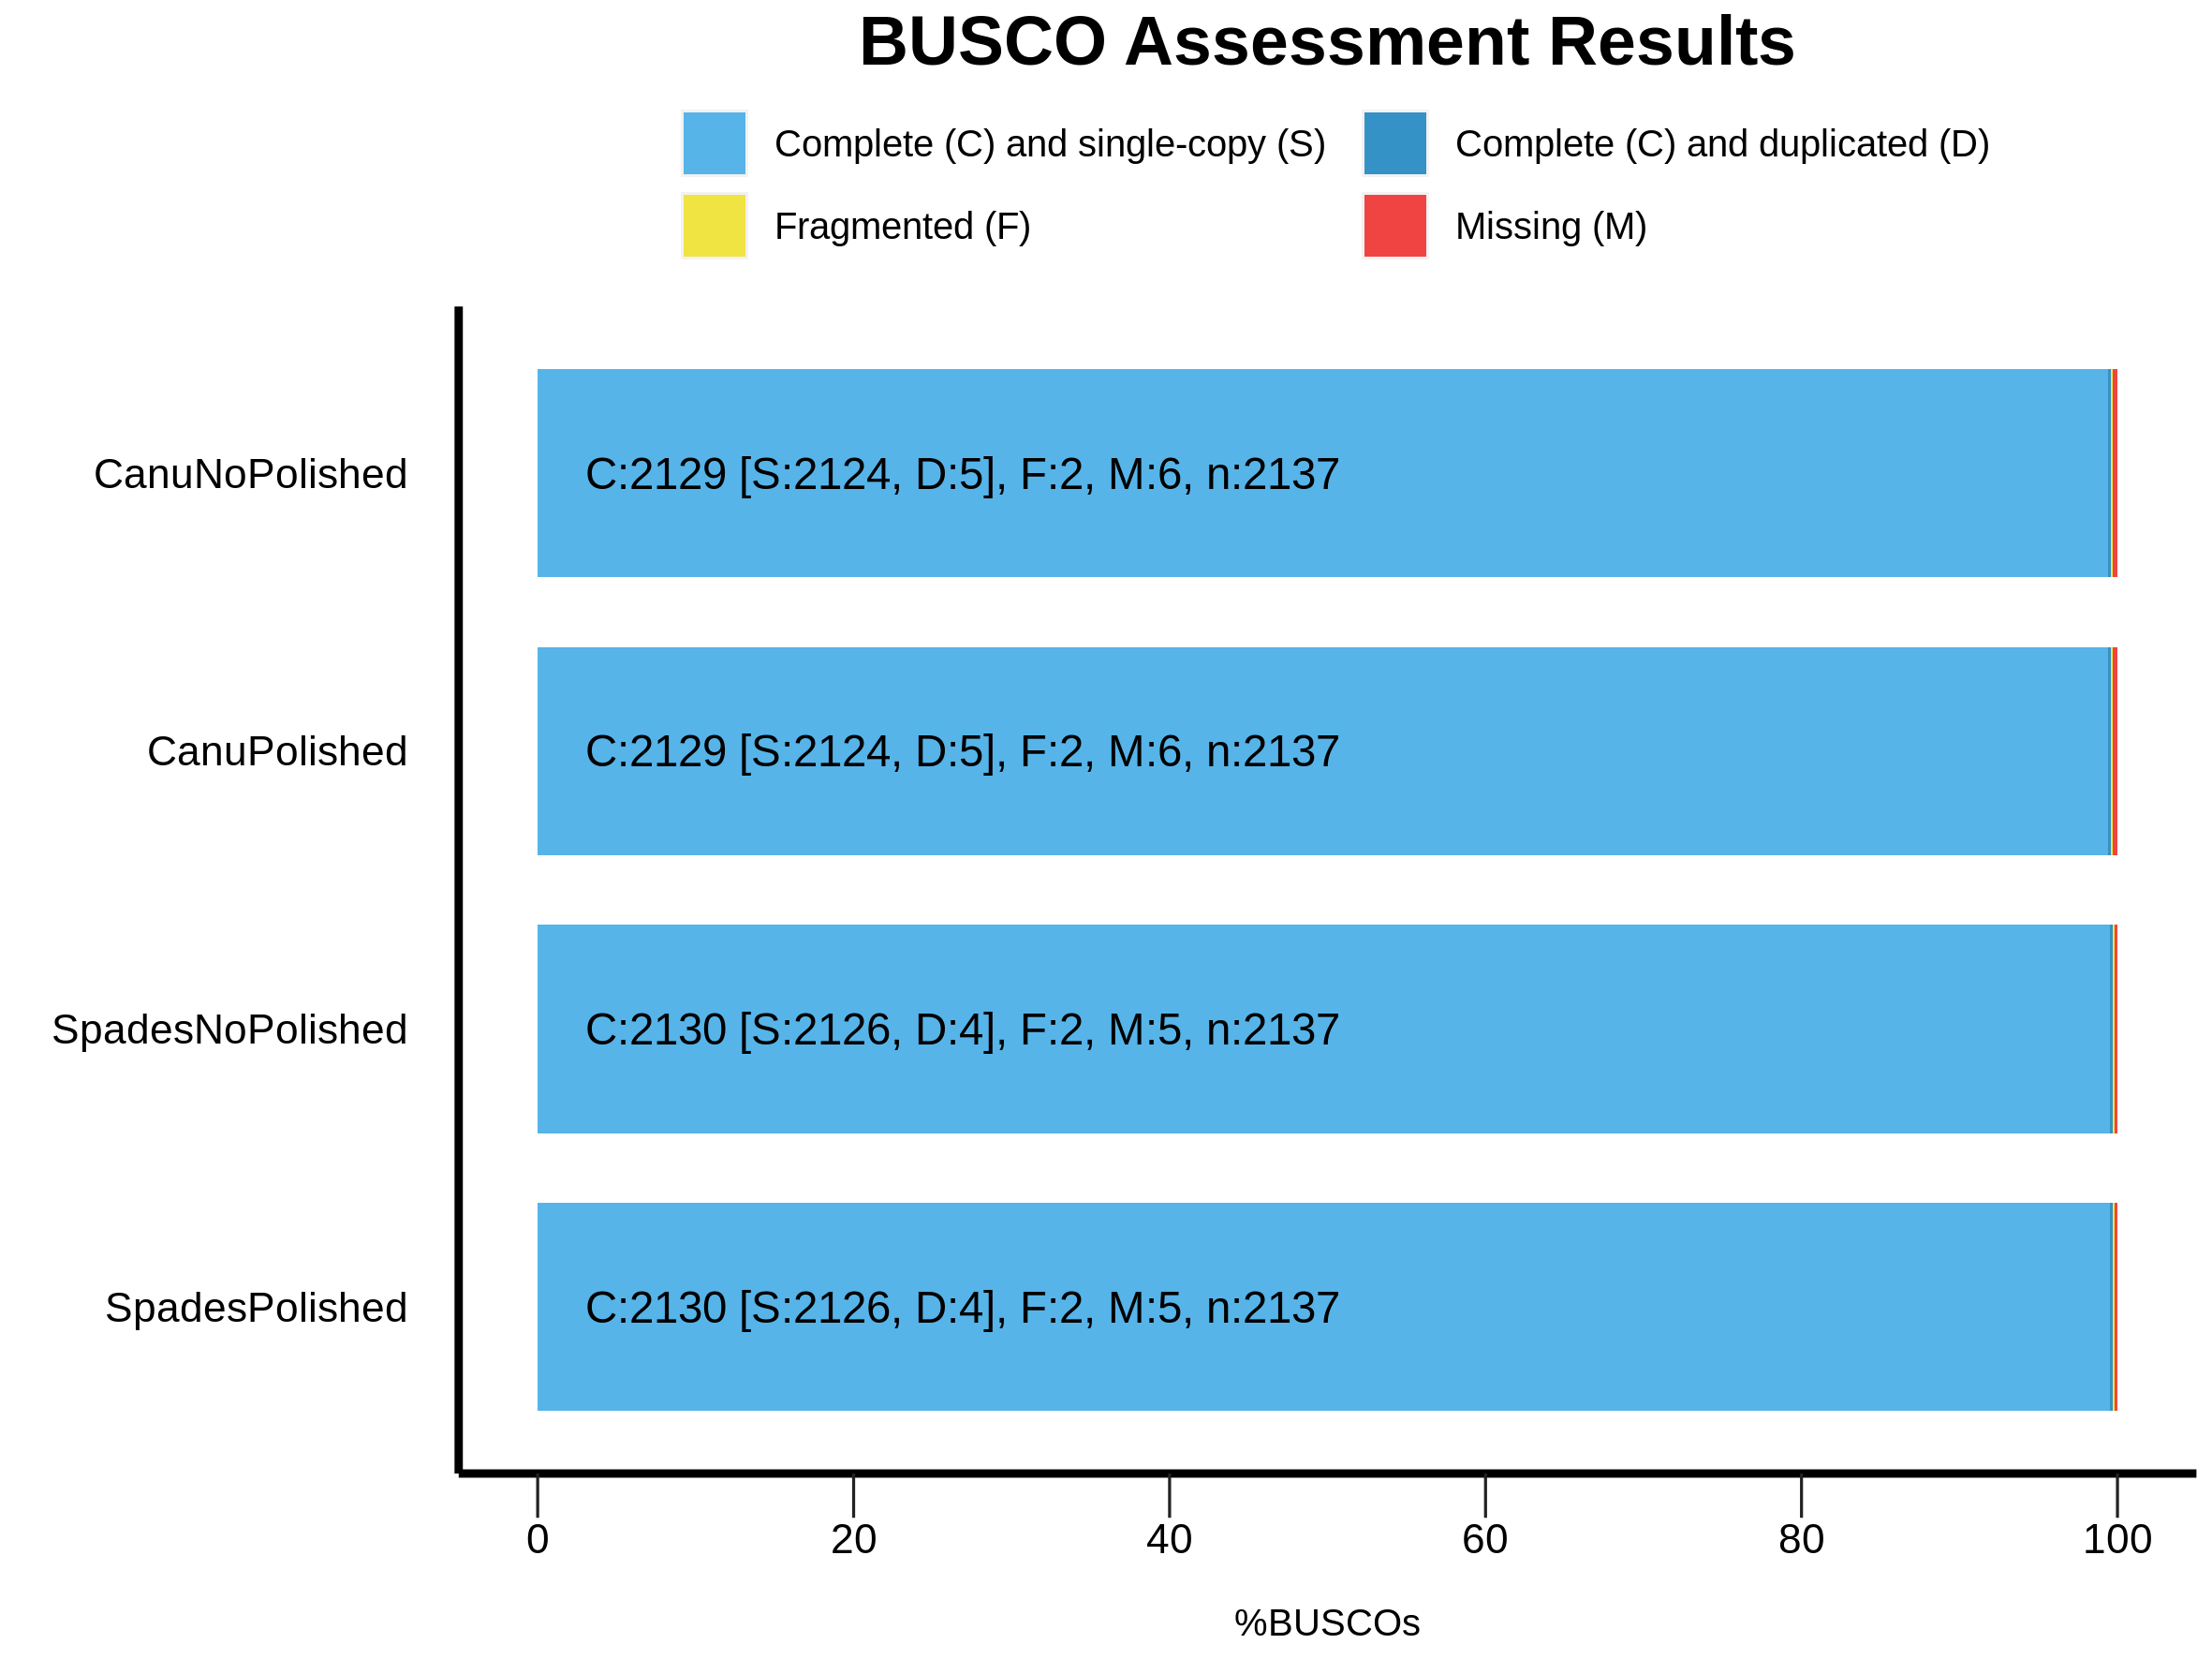 BUSCO Assessment Results
Complete (C) and single-copy (S)
Complete (C) and duplicated (D)
Fragmented (F)
Missing (M)
CanuNoPolished
C:2129 [S:2124, D:5], F:2, M:6, n:2137
CanuPolished
C:2129 [S:2124, D:5], F:2, M:6, n:2137
SpadesNoPolished
C:2130 [S:2126, D:4], F:2, M:5, n:2137
SpadesPolished
C:2130 [S:2126, D:4], F:2, M:5, n:2137
0 20 40 60 80 100
%BUSCOs